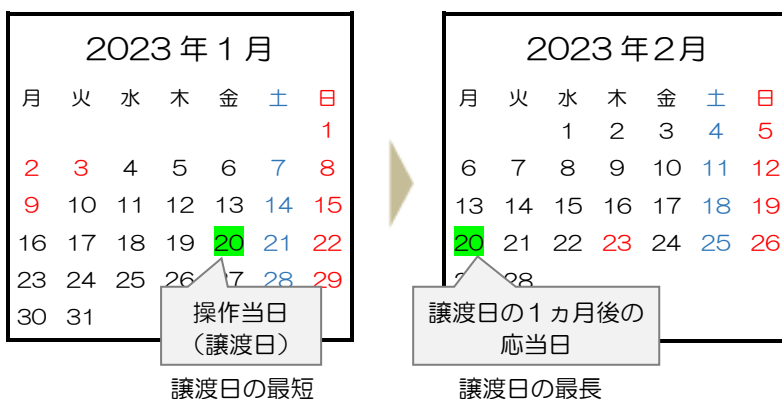 2023年1月
月 火 水 木 金 土 日
1
2 3 4 5 6 7 8
9 10 11 12 13 14 15
16 17 18 19 20 21 22
23 24 25 26 27 28 29
30 31
操作当日
(譲渡日)
譲渡日の最短
2023年2月
月 火 水 木 金 土 日
1 2 3 4 5
6 7 8 9 10 11 12
13 14 15 16 17 18 19
20 21 22 23 24 25 26
28
譲渡日の1ヵ月後の
応当日
譲渡日の最長